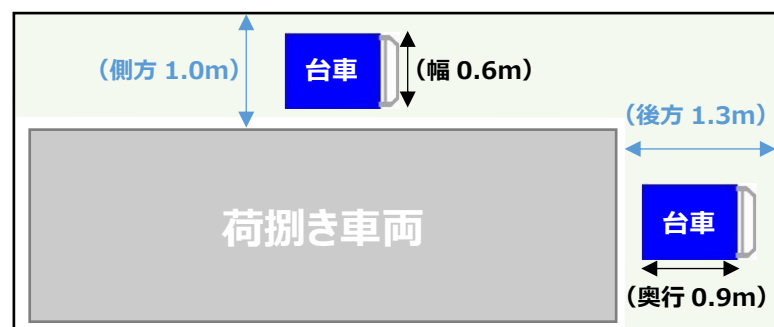 （側方 1.0m）
台車
（幅 0.6m）
（後方 1.3m）
荷捌き車両
台車
（奥行 0.9m）